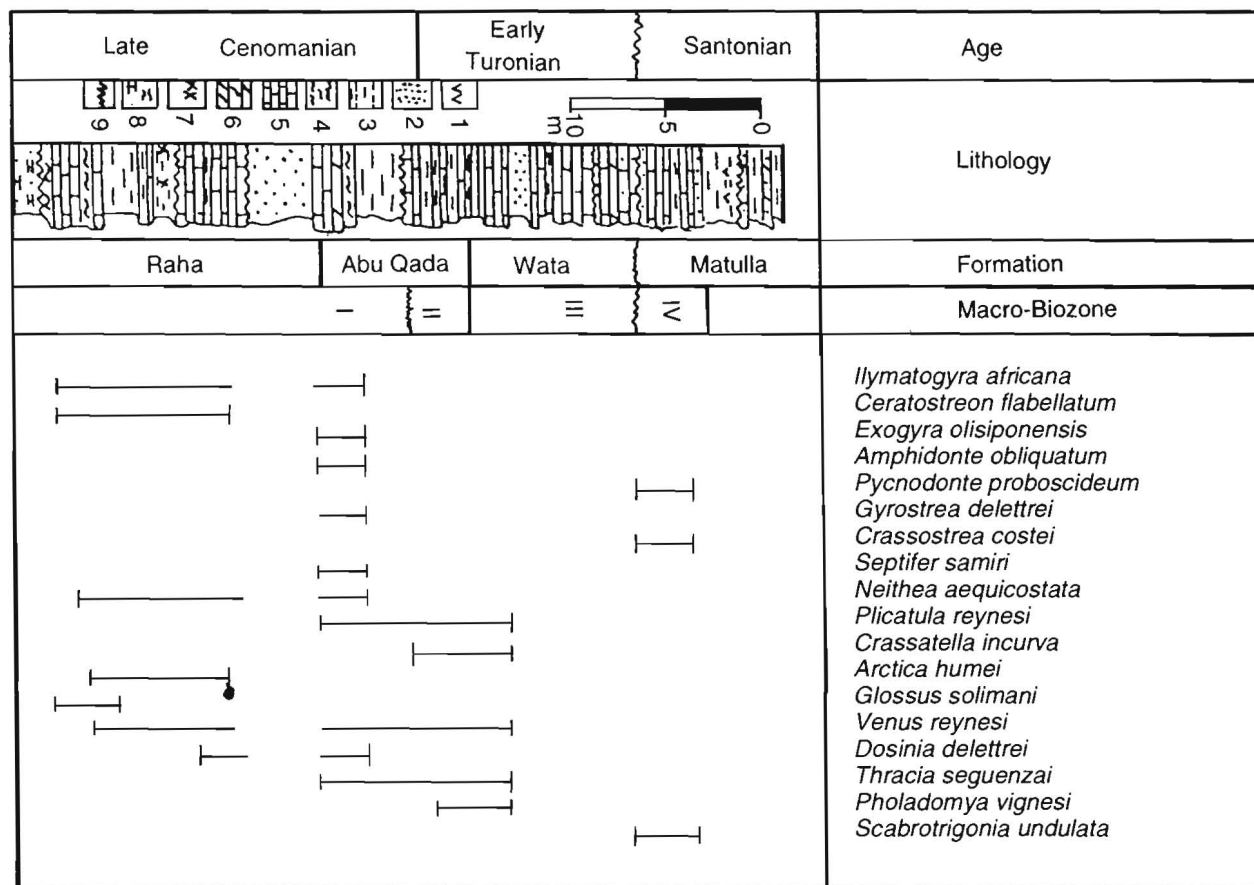 Late Cenomanian Early Turonian Santonian Age
9 8 7 6 5 4 3 2 1
10 5 0
m
Lithology
Raha Abu Qada Wata Matulla Formation
I II III IV Macro-Biozone
Ilymatogyra africana
Ceratostreon flabellatum
Exogyra olisiponensis
Amphidonte obliquatum
Pycnodonte proboscideum
Gyrostrea delettrei
Crassostrea costei
Septifer samiri
Neithea aequicostata
Plicatula reynesi
Crassatella incurva
Arctica humei
Glossus solimani
Venus reynesi
Dosinia delettrei
Thracia seguenzai
Pholadomya vignesi
Scabrotrigonia undulata